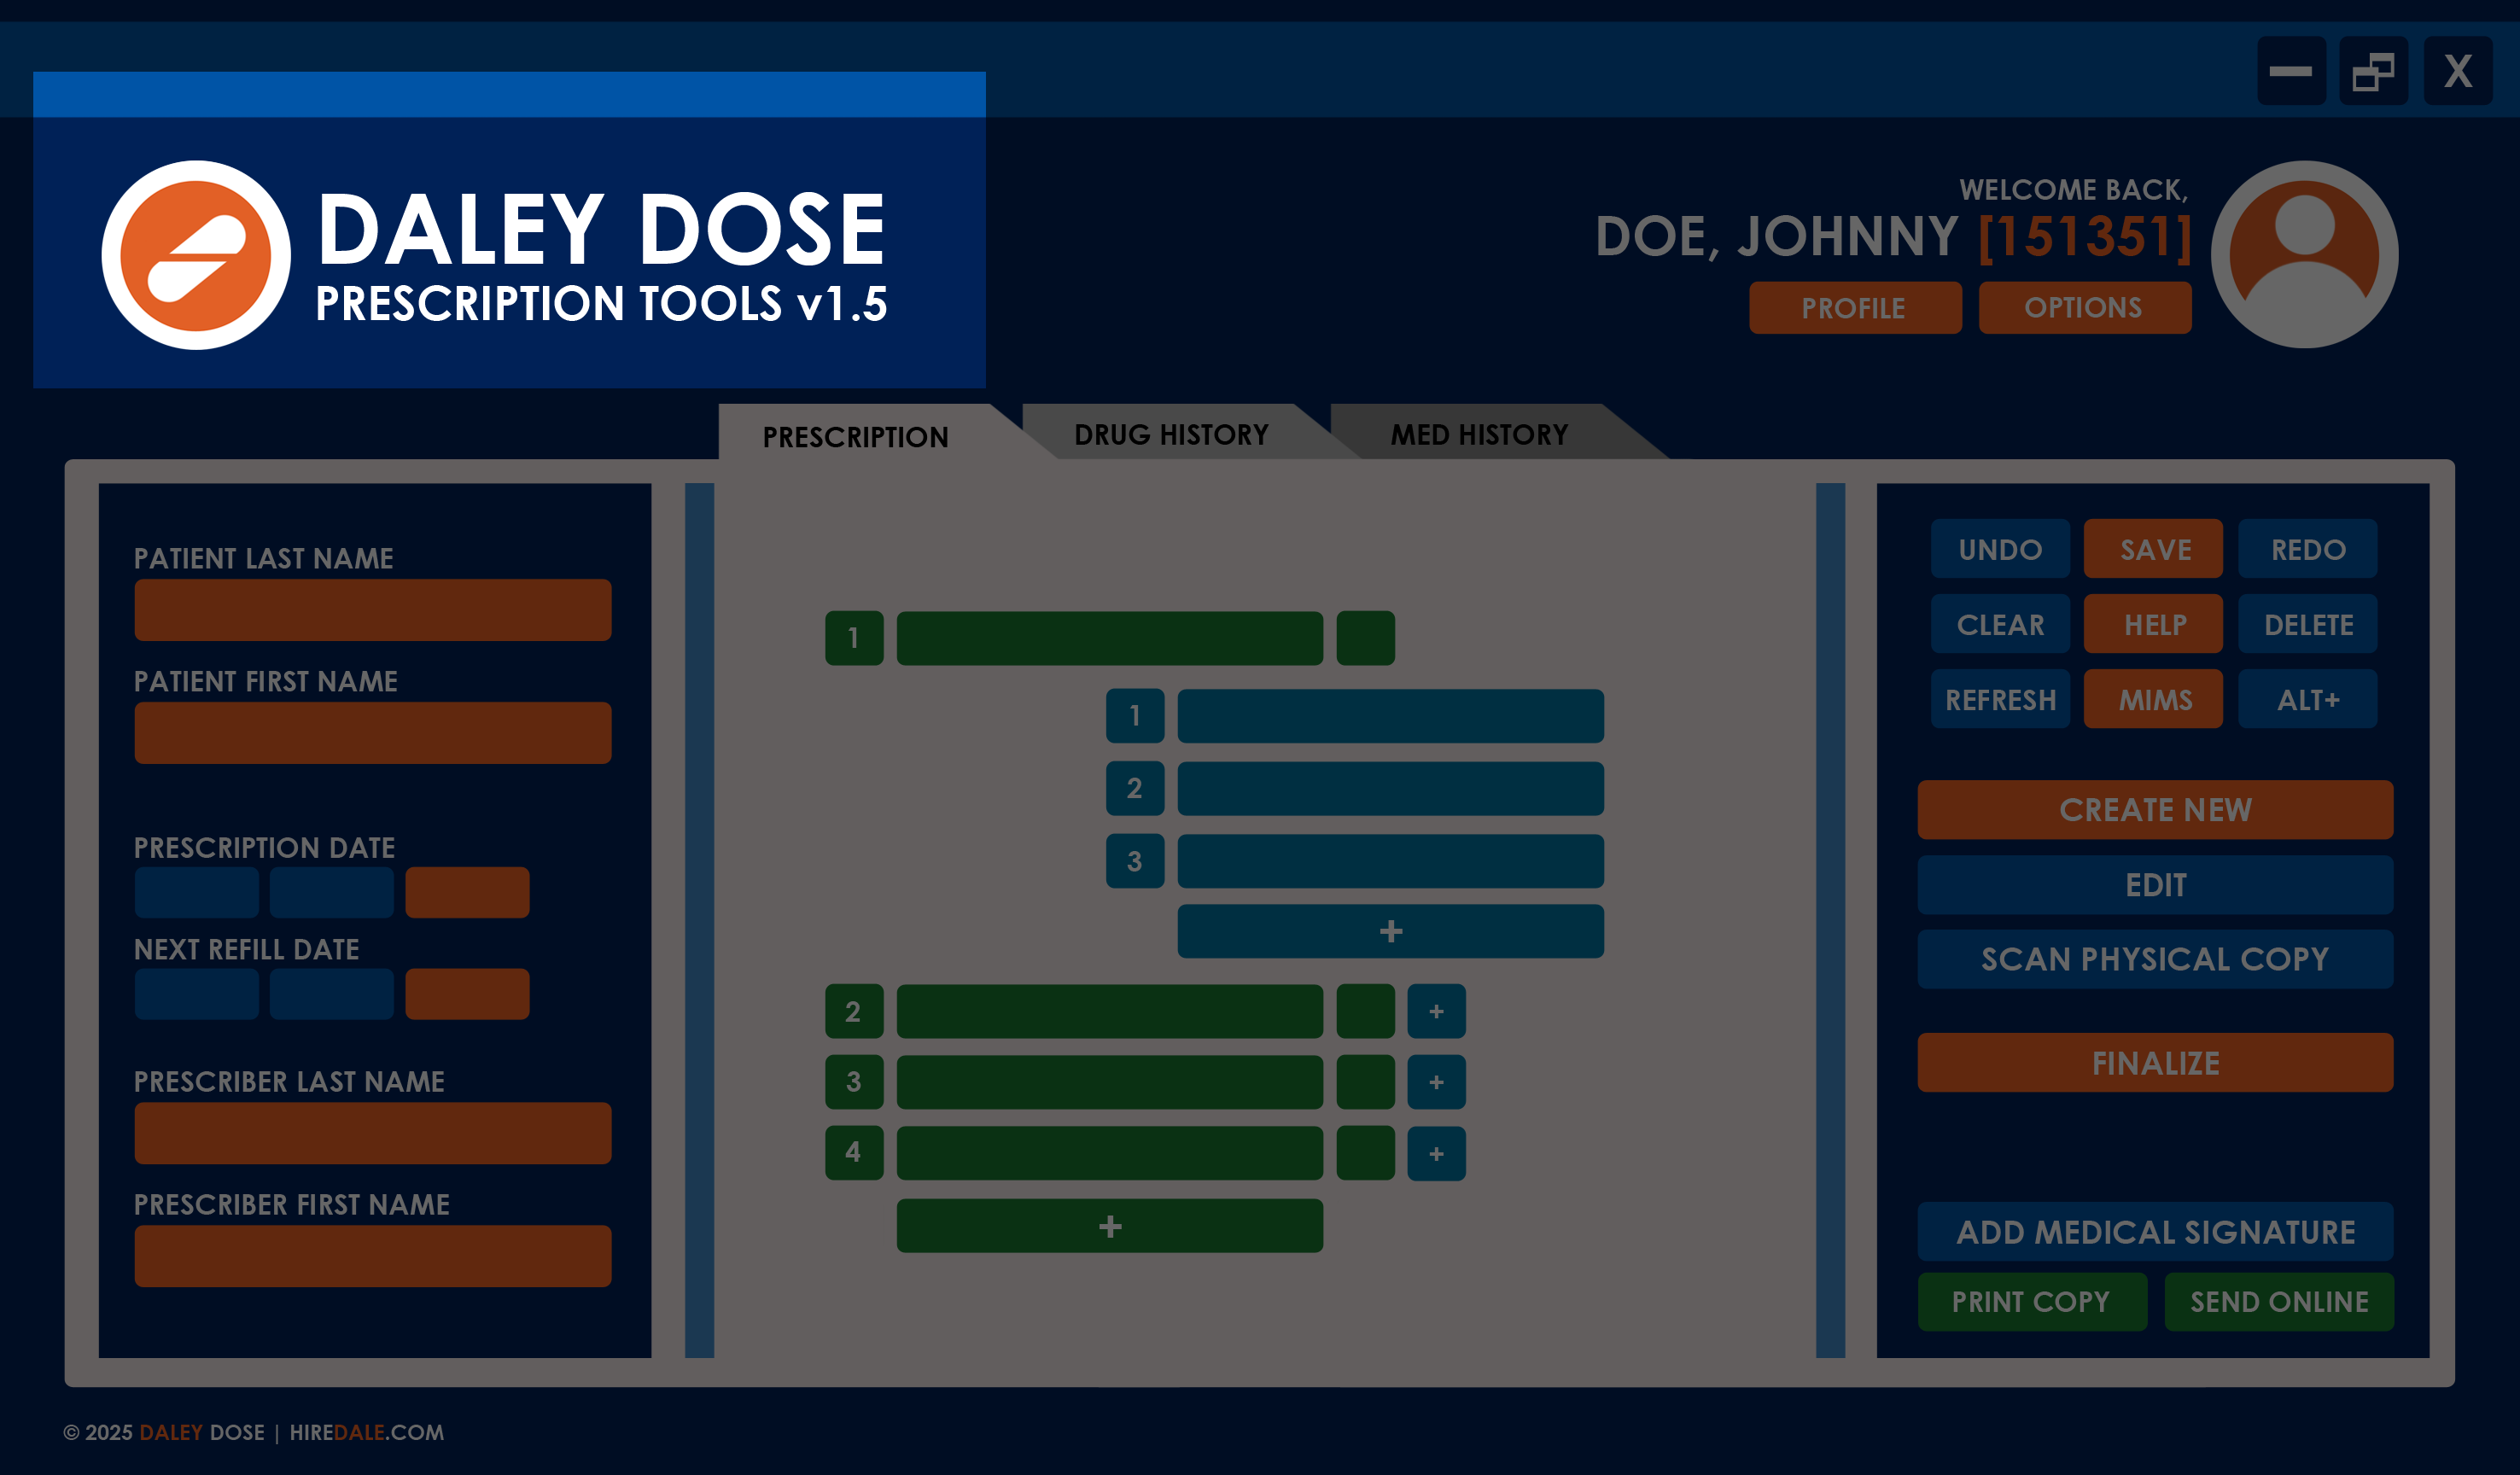 X
DALEY DOSE
PRESCRIPTION TOOLS v1.5
WELCOME BACK,
DOE, JOHNNY [151351]
PROFILE
OPTIONS
PRESCRIPTION
DRUG HISTORY
MED HISTORY
PATIENT LAST NAME
PATIENT FIRST NAME
PRESCRIPTION DATE
NEXT REFILL DATE
PRESCRIBER LAST NAME
PRESCRIBER FIRST NAME
1
1
2
3
+
2 +
3 +
4 +
+
UNDO SAVE REDO
CLEAR HELP DELETE
REFRESH MIMS ALT+
CREATE NEW
EDIT
SCAN PHYSICAL COPY
FINALIZE
ADD MEDICAL SIGNATURE
PRINT COPY SEND ONLINE
© 2025 DALEY DOSE | HIREDALE.COM